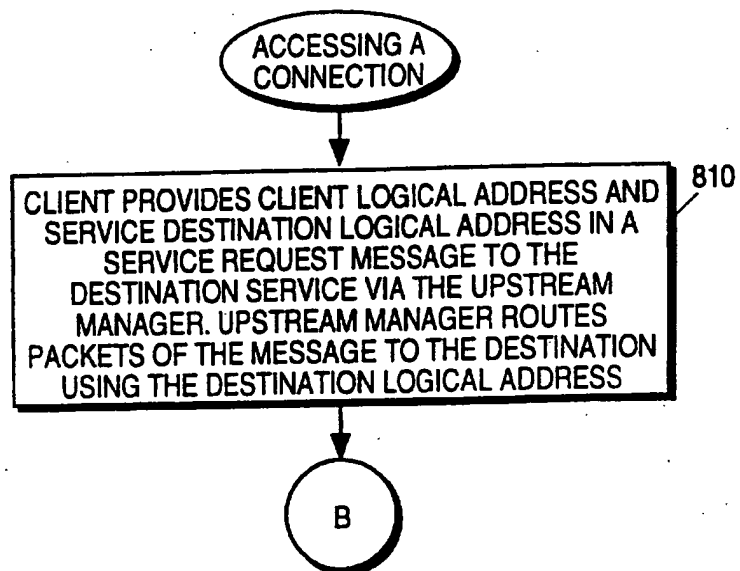 ACCESSING A
CONNECTION
810
CLIENT PROVIDES CLIENT LOGICAL ADDRESS AND
SERVICE DESTINATION LOGICAL ADDRESS IN A
SERVICE REQUEST MESSAGE TO THE
DESTINATION SERVICE VIA THE UPSTREAM
MANAGER. UPSTREAM MANAGER ROUTES
PACKETS OF THE MESSAGE TO THE DESTINATION
USING THE DESTINATION LOGICAL ADDRESS
B